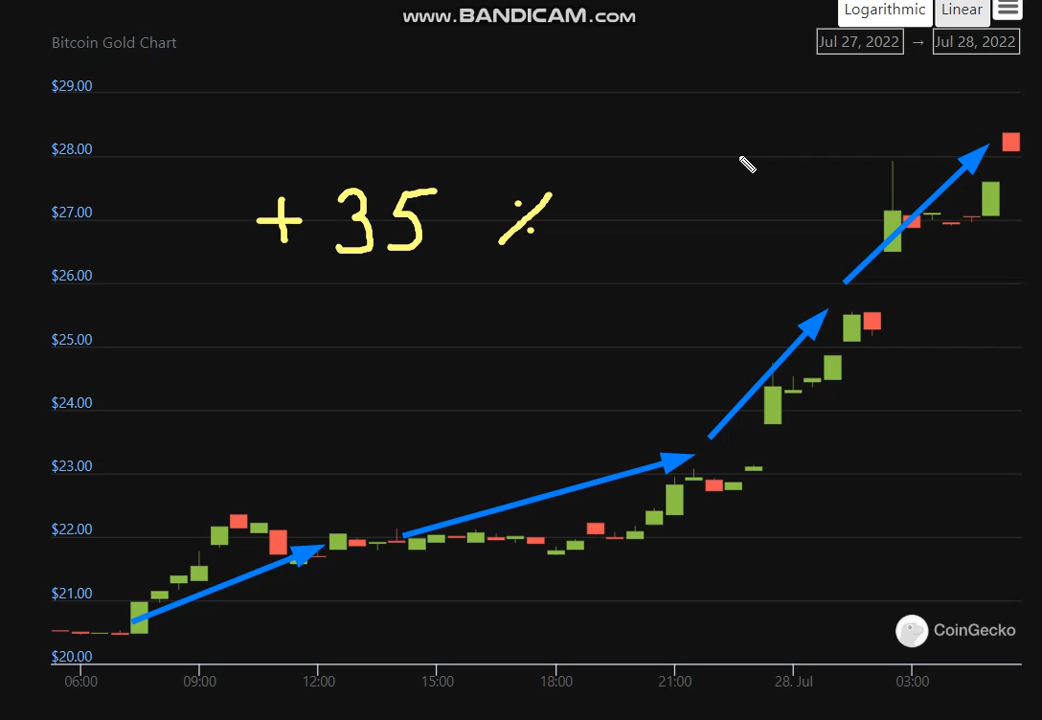 www.BANDICAM.com
Logarithmic Linear
Bitcoin Gold Chart
Jul 27, 2022 → Jul 28, 2022
$29.00
$28.00
+ 35 %
$27.00
$26.00
$25.00
$24.00
$23.00
$22.00
$21.00
CoinGecko
$20.00
06:00 09:00 12:00 15:00 18:00 21:00 28. Jul 03:00